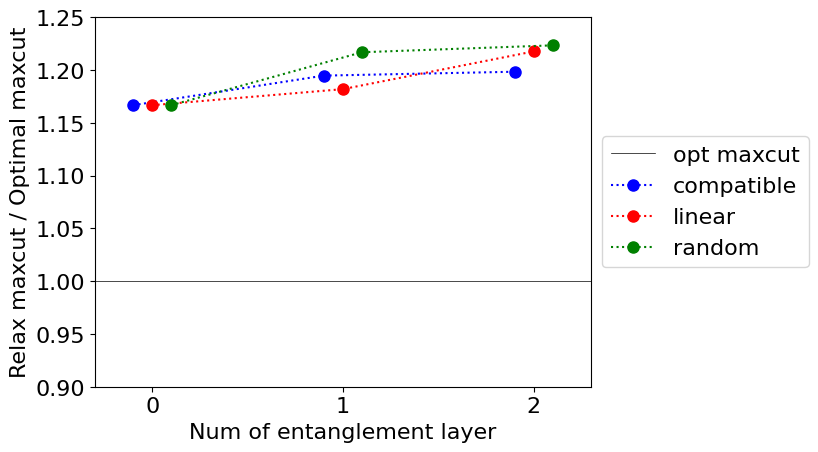 Relax maxcut / Optimal maxcut
1.25
1.20
1.15
1.10
1.05
1.00
0.95
0.90
0
1
2
Num of entanglement layer
opt maxcut
compatible
linear
random